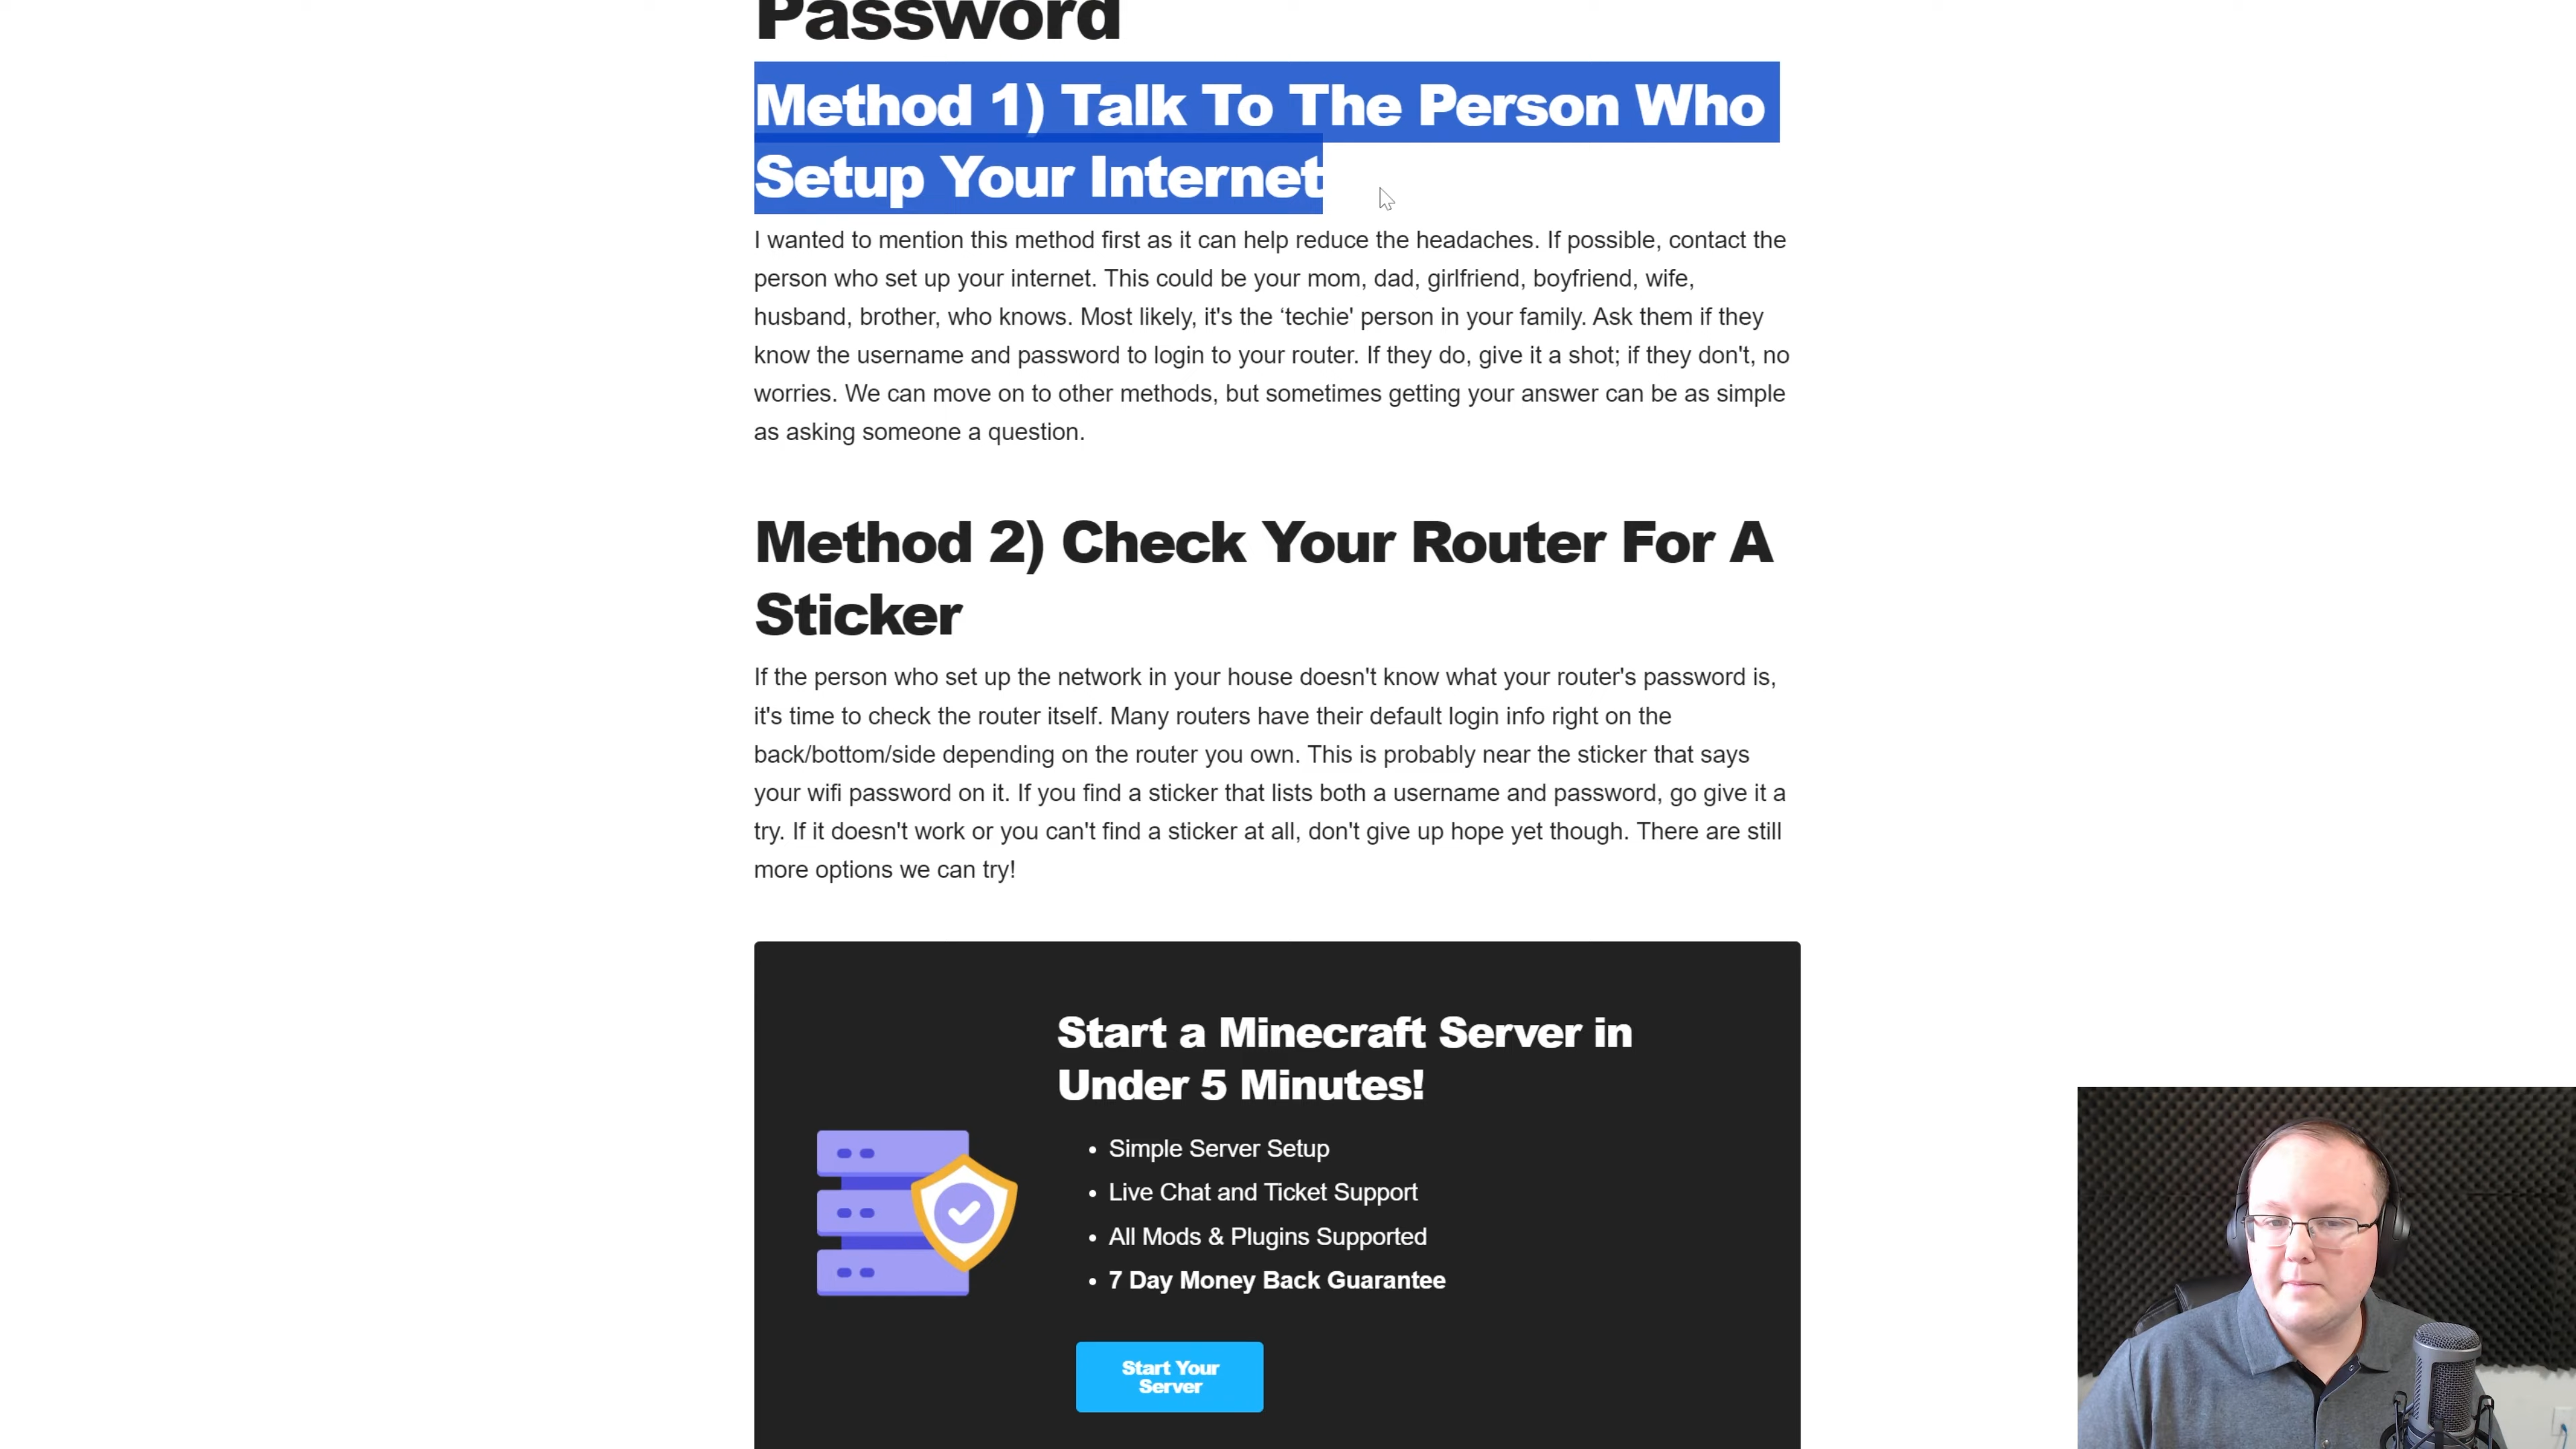 Password
Method 1) Talk To The Person Who
Setup Your Internet
I wanted to mention this method first as it can help reduce the headaches. If possible, contact the
person who set up your internet. This could be your mom, dad, girlfriend, boyfriend, wife,
husband, brother, who knows. Most likely, it's the ‘techie' person in your family. Ask them if they
know the username and password to login to your router. If they do, give it a shot; if they don't, no
worries. We can move on to other methods, but sometimes getting your answer can be as simple
as asking someone a question.
Method 2) Check Your Router For A
Sticker
If the person who set up the network in your house doesn't know what your router's password is,
it's time to check the router itself. Many routers have their default login info right on the
back/bottom/side depending on the router you own. This is probably near the sticker that says
your wifi password on it. If you find a sticker that lists both a username and password, go give it a
try. If it doesn't work or you can't find a sticker at all, don't give up hope yet though. There are still
more options we can try!
Start a Minecraft Server in
Under 5 Minutes!
• Simple Server Setup
• Live Chat and Ticket Support
• All Mods & Plugins Supported
• 7 Day Money Back Guarantee
Start Your
Server